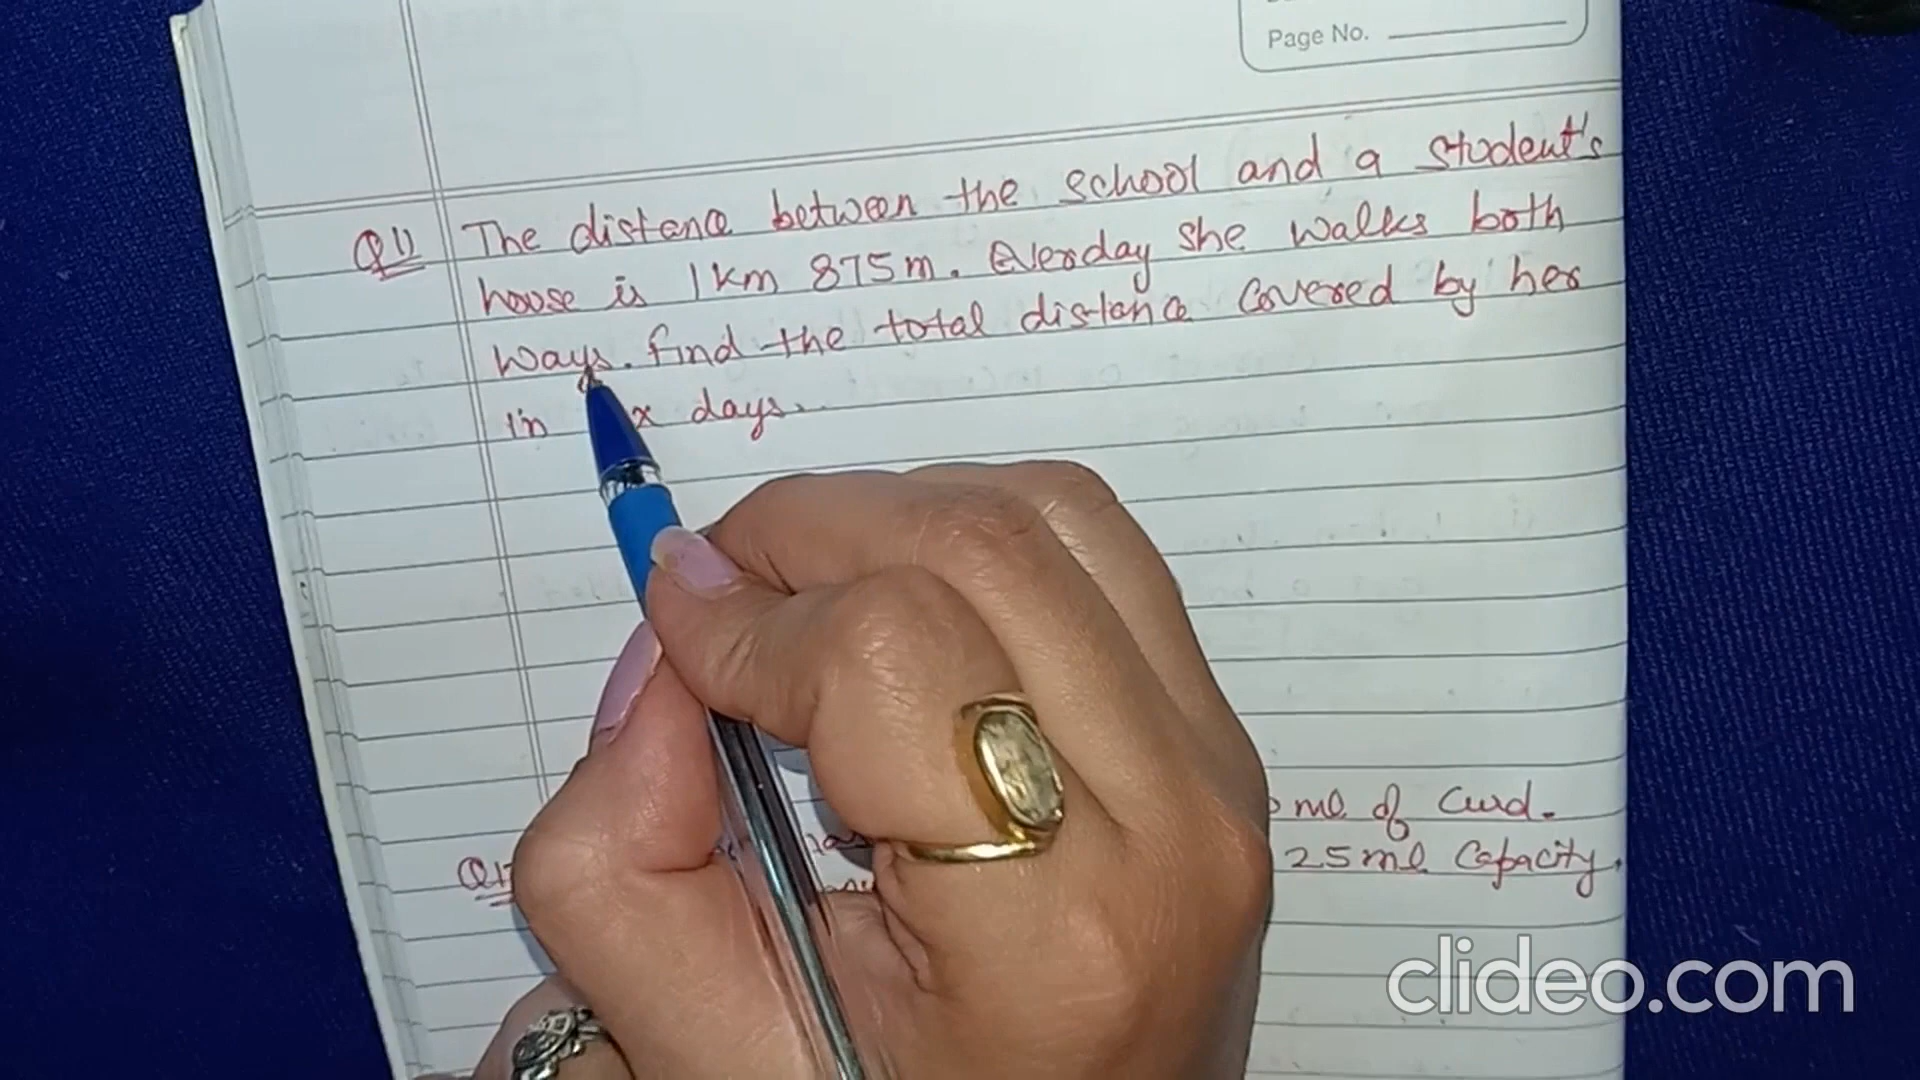 Page No.
Q11 The distance between the school and a student's
house is 1km 875m. Everday she walks both
ways. find the total distance covered by her
in days.
ml of Curd.
Q 25ml Capacity.
clideo.com